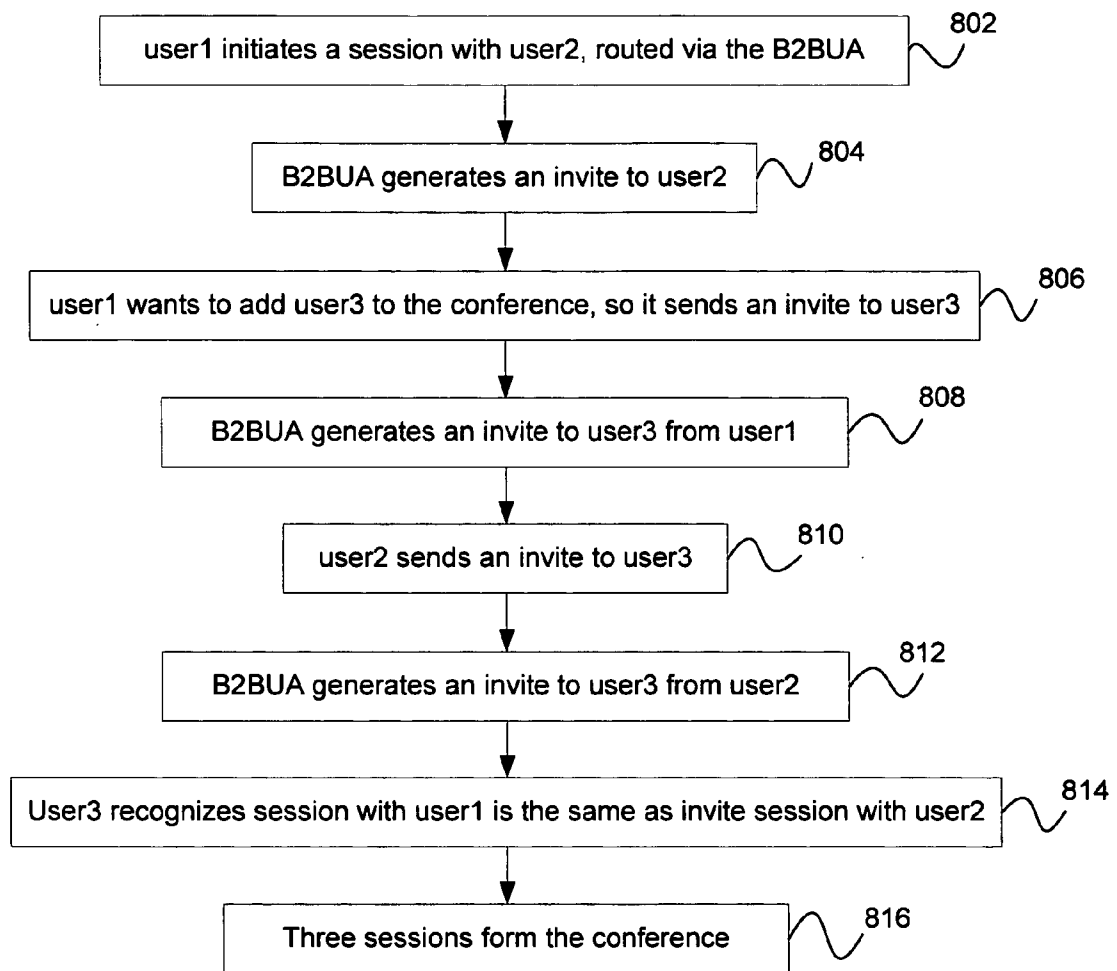 user1 initiates a session with user2, routed via the B2BUA
802
B2BUA generates an invite to user2
804
user1 wants to add user3 to the conference, so it sends an invite to user3
806
B2BUA generates an invite to user3 from user1
808
user2 sends an invite to user3
810
B2BUA generates an invite to user3 from user2
812
User3 recognizes session with user1 is the same as invite session with user2
814
Three sessions form the conference
816